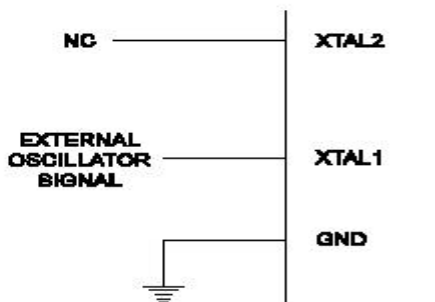 NC
XTAL2
EXTERNAL
OSCILLATOR
SIGNAL
XTAL1
GND